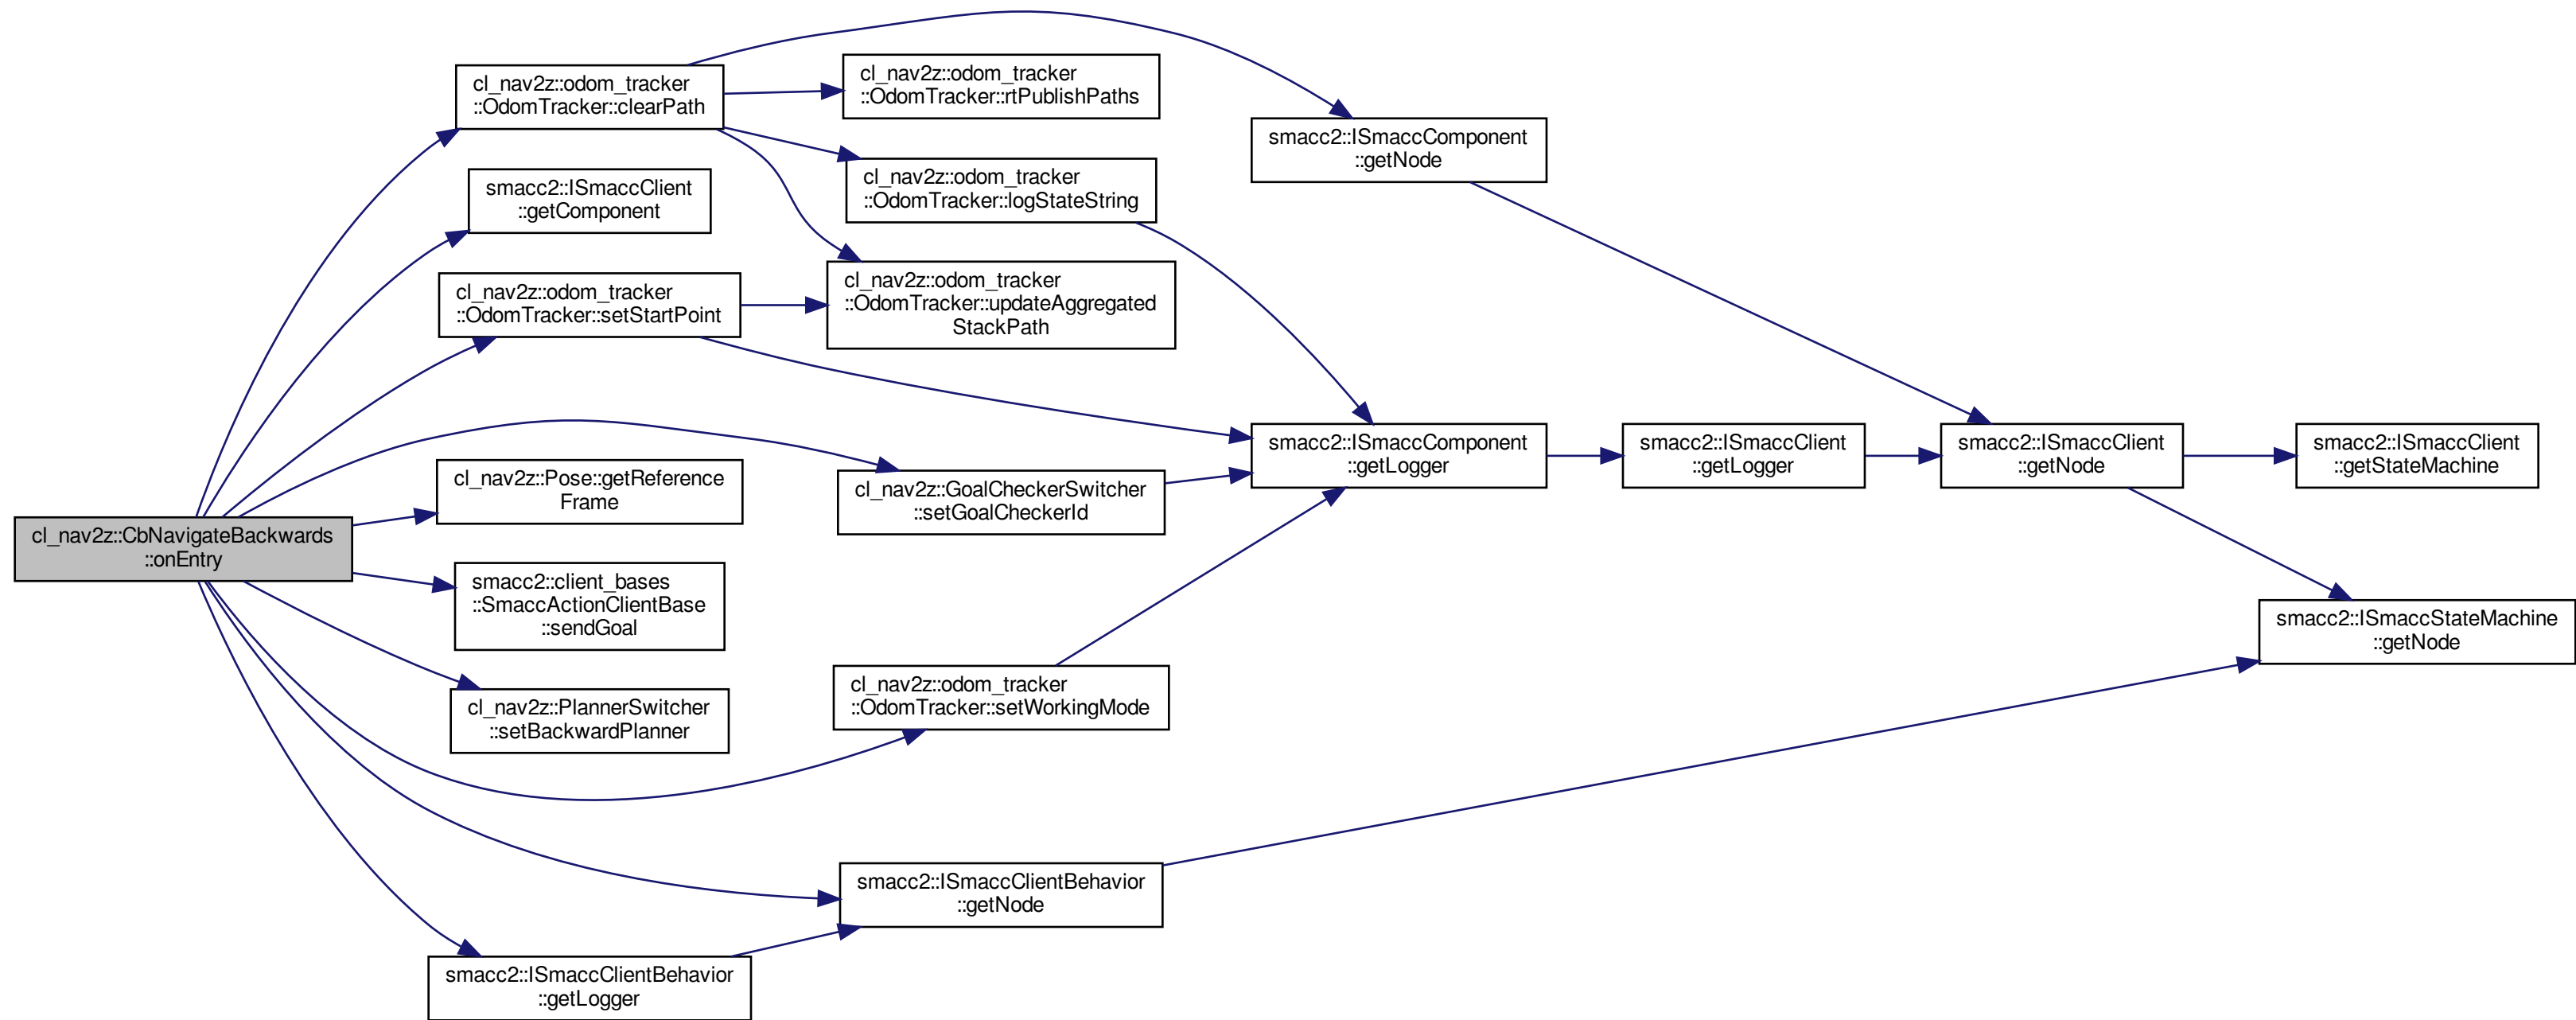 cl_nav2z::CbNavigateBackwards
::onEntry
cl_nav2z::odom_tracker
::OdomTracker::clearPath
smacc2::ISmaccClient
::getComponent
cl_nav2z::odom_tracker
::OdomTracker::setStartPoint
cl_nav2z::Pose::getReference
Frame
smacc2::client_bases
::SmaccActionClientBase
::sendGoal
cl_nav2z::PlannerSwitcher
::setBackwardPlanner
smacc2::ISmaccClientBehavior
::getLogger
cl_nav2z::odom_tracker
::OdomTracker::rtPublishPaths
cl_nav2z::odom_tracker
::OdomTracker::logStateString
cl_nav2z::odom_tracker
::OdomTracker::updateAggregated
StackPath
cl_nav2z::GoalCheckerSwitcher
::setGoalCheckerId
cl_nav2z::odom_tracker
::OdomTracker::setWorkingMode
smacc2::ISmaccClientBehavior
::getNode
smacc2::ISmaccComponent
::getNode
smacc2::ISmaccComponent
::getLogger
smacc2::ISmaccClient
::getLogger
smacc2::ISmaccClient
::getNode
smacc2::ISmaccClient
::getStateMachine
smacc2::ISmaccStateMachine
::getNode